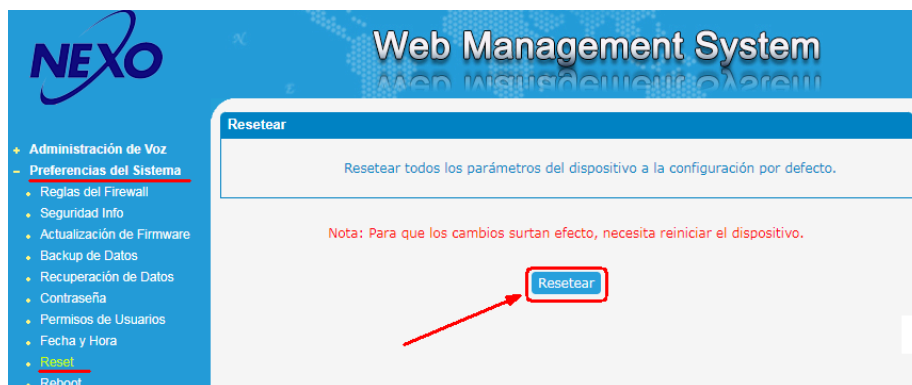 NEXO
Web Management System
Resetear
Administración de Voz
Preferencias del Sistema
Reglas del Firewall
Seguridad Info
Actualización de Firmware
Backup de Datos
Recuperación de Datos
Contraseña
Permisos de Usuarios
Fecha y Hora
Reset
Reboot
Resetear todos los parámetros del dispositivo a la configuración por defecto.
Nota: Para que los cambios surtan efecto, necesita reiniciar el dispositivo.
Resetear